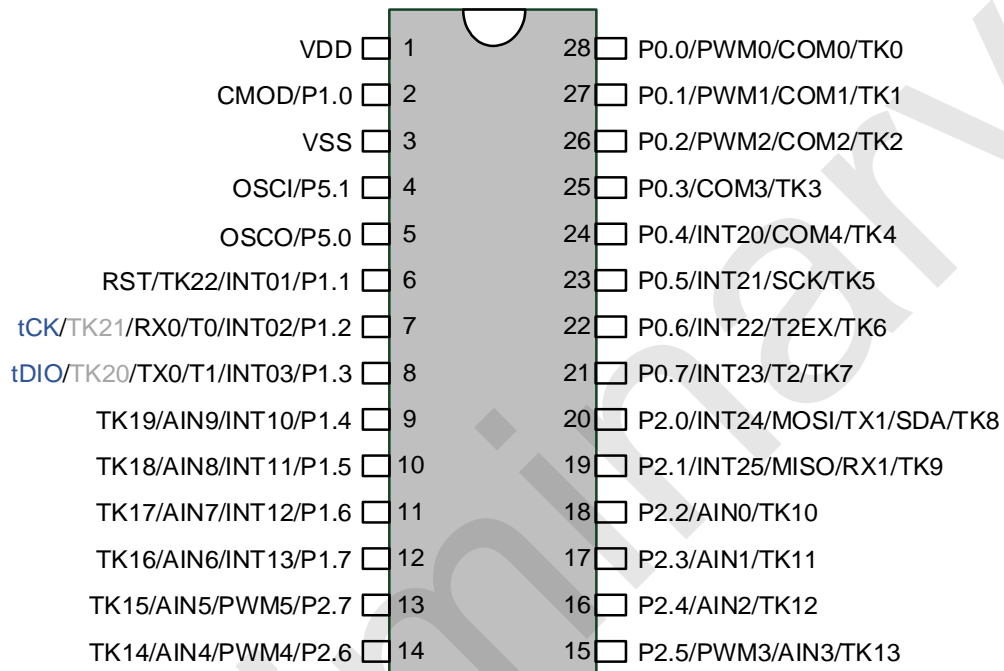 VDD 1 28 P0.0/PWM0/COM0/TK0
CMOD/P1.0 2 27 P0.1/PWM1/COM1/TK1
VSS 3 26 P0.2/PWM2/COM2/TK2
OSCI/P5.1 4 25 P0.3/COM3/TK3
OSCO/P5.0 5 24 P0.4/INT20/COM4/TK4
RST/TK22/INT01/P1.1 6 23 P0.5/INT21/SCK/TK5
tCK/TK21/RX0/T0/INT02/P1.2 7 22 P0.6/INT22/T2EX/TK6
tDIO/TK20/TX0/T1/INT03/P1.3 8 21 P0.7/INT23/T2/TK7
TK19/AIN9/INT10/P1.4 9 20 P2.0/INT24/MOSI/TX1/SDA/TK8
TK18/AIN8/INT11/P1.5 10 19 P2.1/INT25/MISO/RX1/TK9
TK17/AIN7/INT12/P1.6 11 18 P2.2/AIN0/TK10
TK16/AIN6/INT13/P1.7 12 17 P2.3/AIN1/TK11
TK15/AIN5/PWM5/P2.7 13 16 P2.4/AIN2/TK12
TK14/AIN4/PWM4/P2.6 14 15 P2.5/PWM3/AIN3/TK13